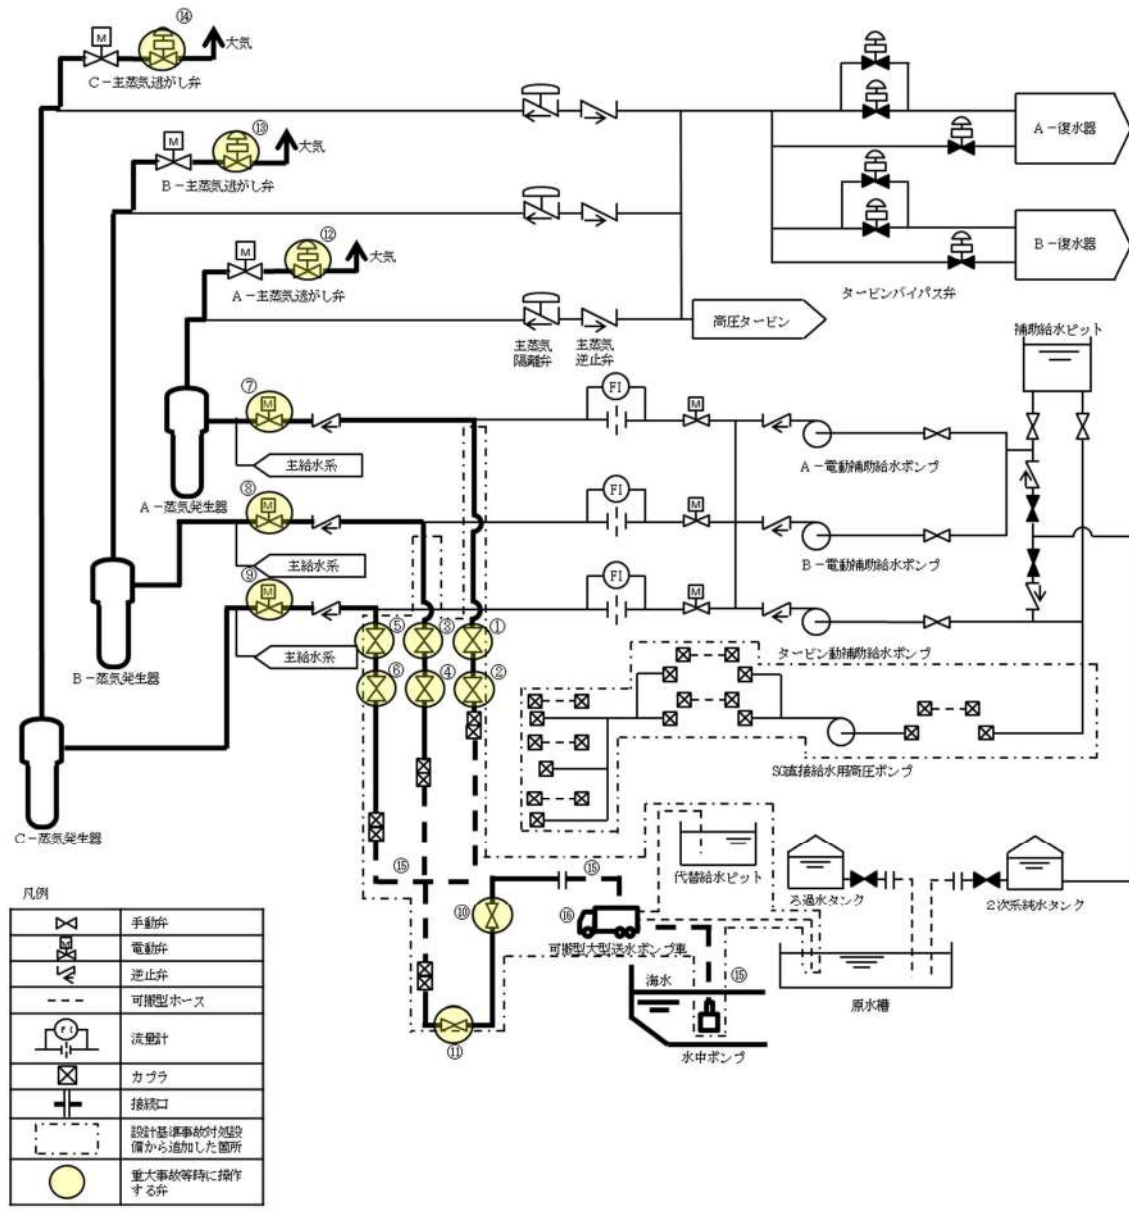 ⑭
M
大気
C－主蒸気逃がし弁
⑬
M
大気
B－主蒸気逃がし弁
⑫
M
大気
A－主蒸気逃がし弁
A－復水器
B－復水器
タービンバイパス弁
高圧タービン
主蒸気
隔離弁
主蒸気
逆止弁
補助給水ピット
⑦
M
FI
M
主給水系
A－電動補助給水ポンプ
A－蒸気発生器
⑧
M
FI
M
主給水系
B－電動補助給水ポンプ
⑨
M
FI
M
主給水系
タービン動補助給水ポンプ
B－蒸気発生器
⑤
③
①
⑥
④
②
SG直接給水用高圧ポンプ
C－蒸気発生器
代替給水ピット
ろ過水タンク
2次系純水タンク
⑮
⑮
⑩
⑯
可搬型大型送水ポンプ車
海水
⑮
原水槽
⑪
水中ポンプ
凡例
手動弁
M
電動弁
逆止弁
可搬型ホース
FI
流量計
カプラ
接続口
設計基準事故対処設
備から追加した箇所
重大事故等時に操作
する弁